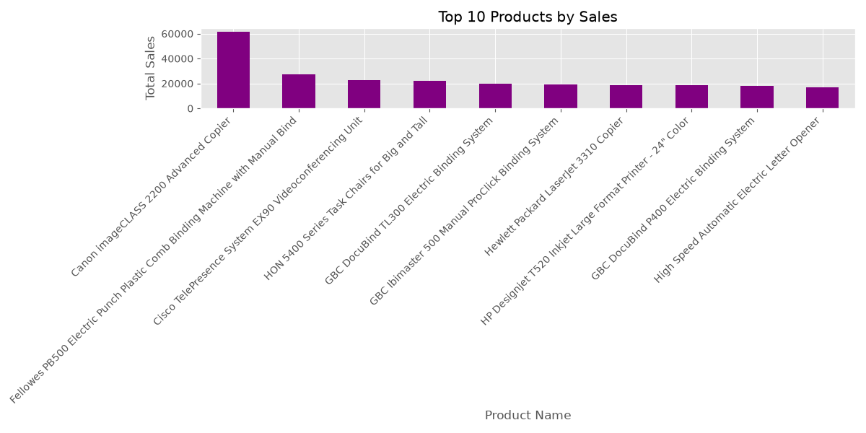 Top 10 Products by Sales
Total Sales
60000
40000
20000
0
Canon imageCLASS 2200 Advanced Copier
Fellowes PB500 Electric Punch Plastic Comb Binding Machine with Manual Bind
Cisco TelePresence System EX90 Videoconferencing Unit
HON 5400 Series Task Chairs for Big and Tall
GBC DocuBind TL300 Electric Binding System
GBC Ibimaster 500 Manual ProClick Binding System
Hewlett Packard LaserJet 3310 Copier
HP Designjet T520 Inkjet Large Format Printer - 24" Color
GBC DocuBind P400 Electric Binding System
High Speed Automatic Electric Letter Opener
Product Name